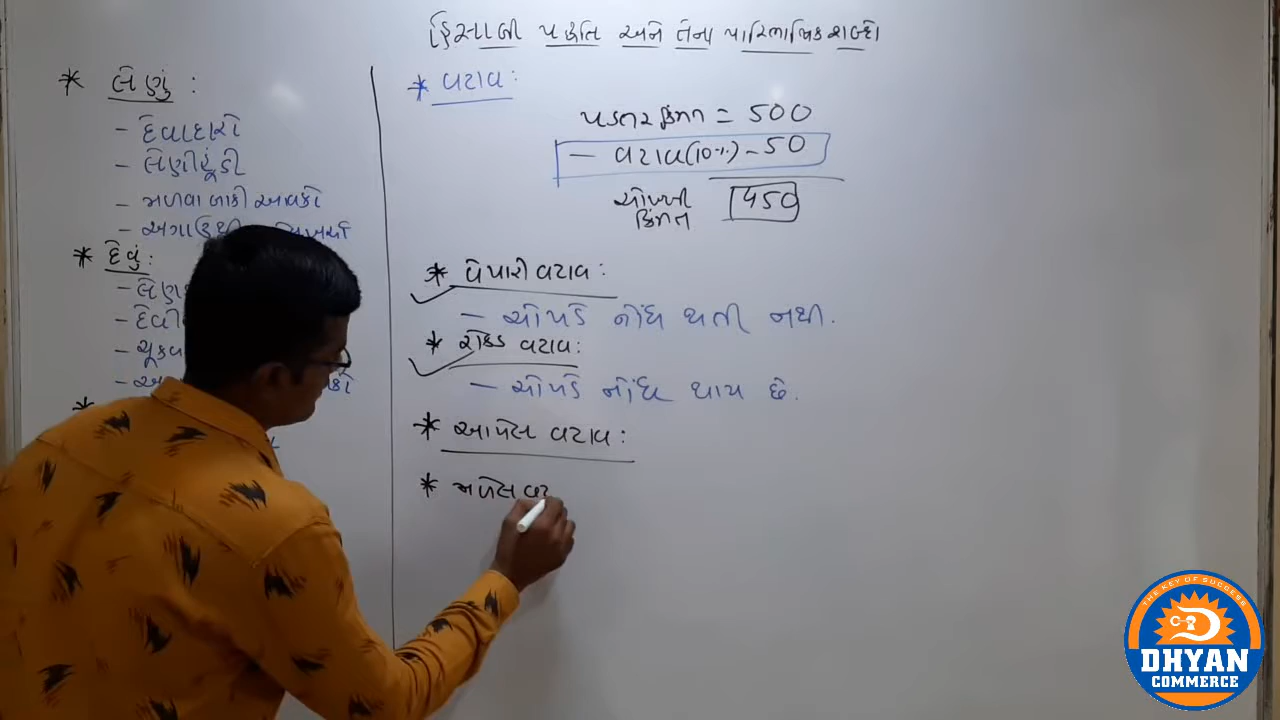 હિસાબી પદ્ધતિ અને તેના પારિભાષિક શબ્દો
* લેણું :
- દેવાદારો
- લેણીહૂંડી
- મળવા બાકી આવકો
* દેવું :
* વટાવ :
પડતર કિંમત = 500
- વટાવ (10%) - 50
ચોખ્ખી કિંમત 450
* વેપારી વટાવ :
- ચોપડે નોંધ થતી નથી.
* રોકડ વટાવ :
- ચોપડે નોંધ થાય છે.
* આપેલ વટાવ :
* મળેલ વટ
THE KEY OF SUCCESS
DHYAN
COMMERCE